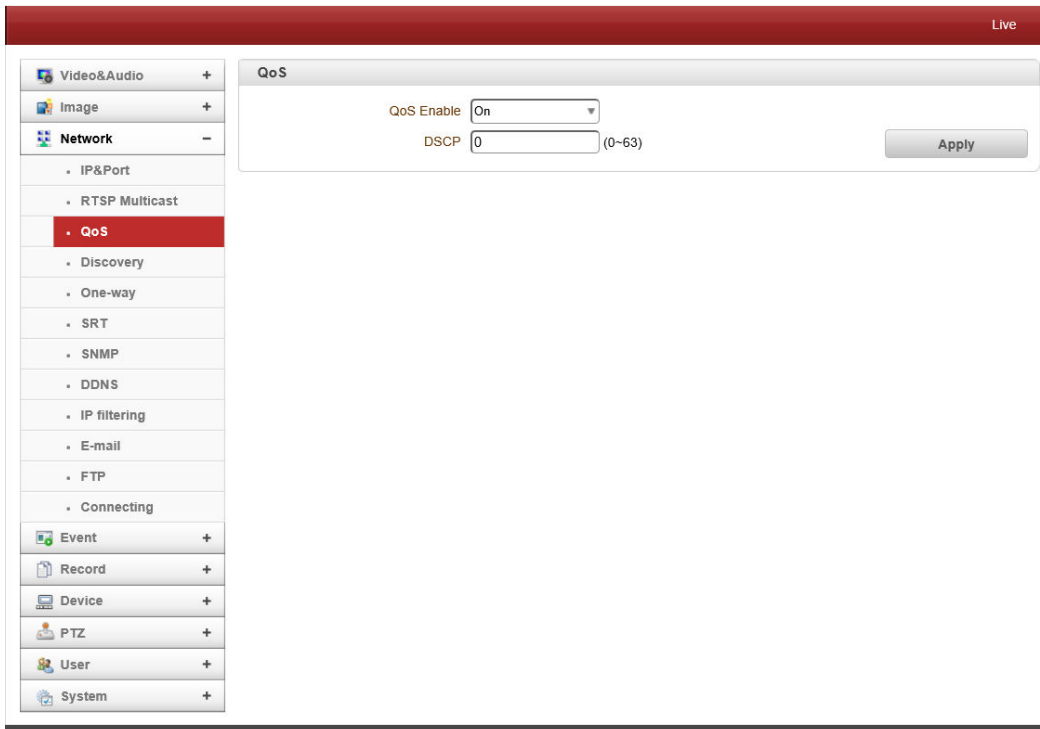 Live
Video&Audio +
Image +
Network –
IP&Port
RTSP Multicast
QoS
Discovery
One-way
SRT
SNMP
DDNS
IP filtering
E-mail
FTP
Connecting
Event +
Record +
Device +
PTZ +
User +
System +
QoS
QoS Enable On
DSCP 0 (0~63)
Apply